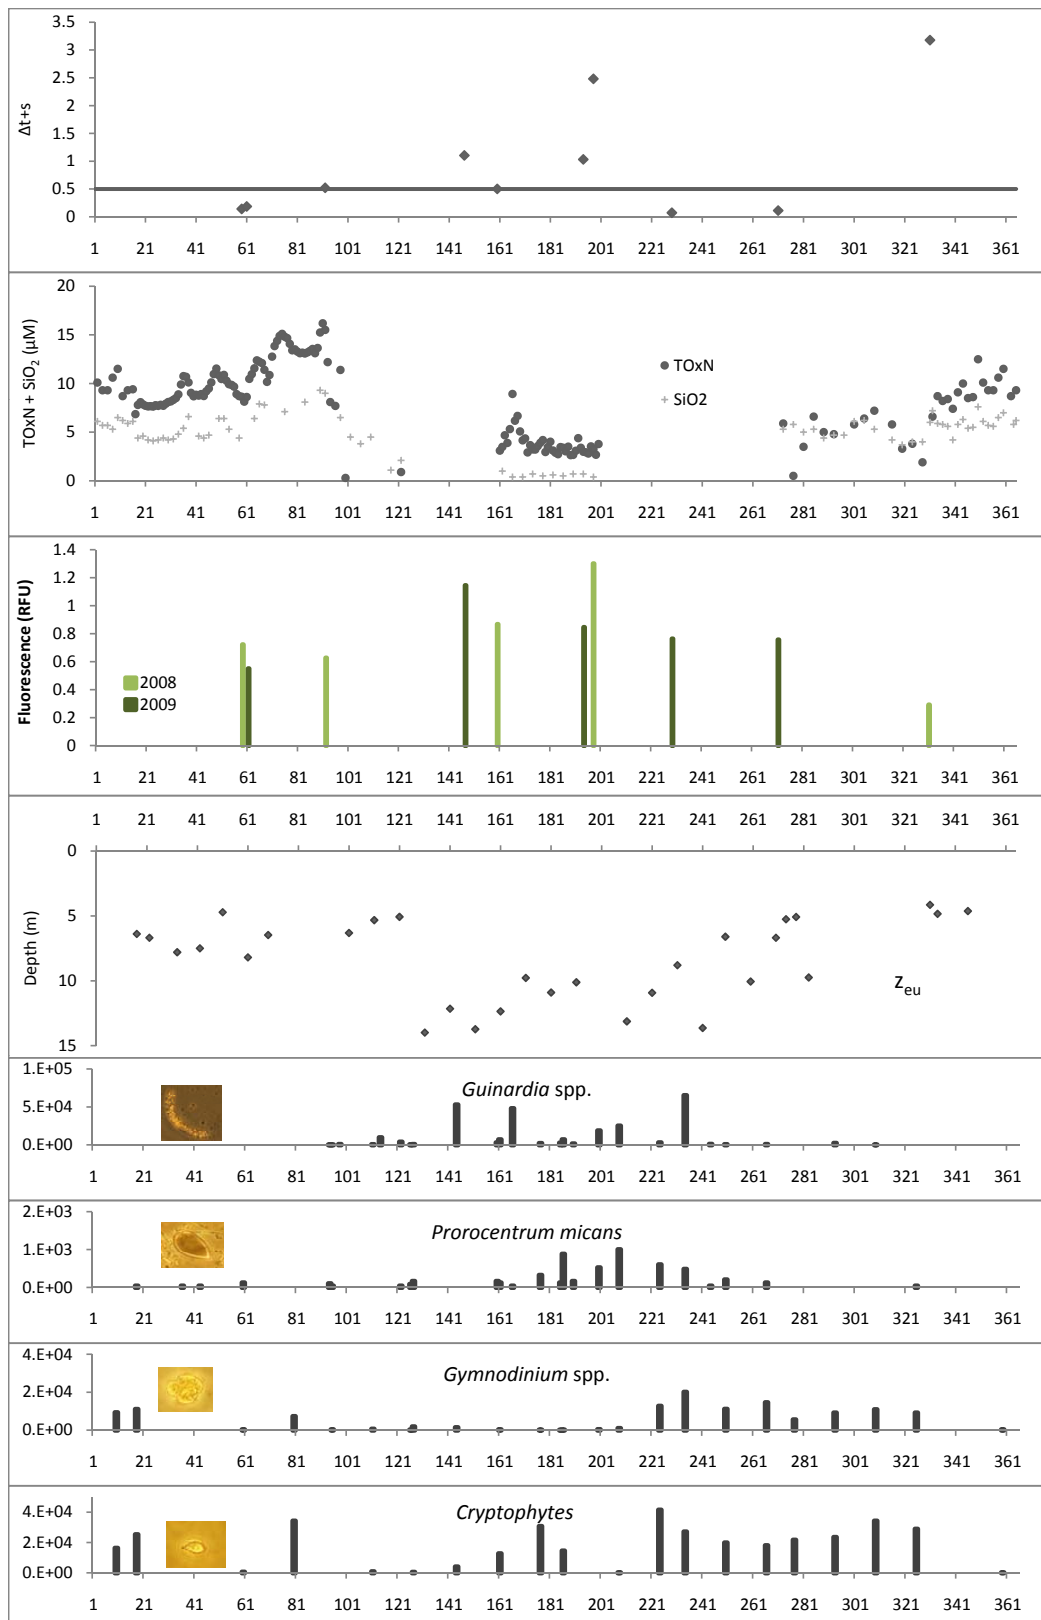 3.5
3
2.5
2
1.5
1
0.5
0
Δt+s
1 21 41 61 81 101 121 141 161 181 201 221 241 261 281 301 321 341 361
20
15
10
5
0
TOxN + SiO2 (µM)
TOxN
SiO2
1 21 41 61 81 101 121 141 161 181 201 221 241 261 281 301 321 341 361
1.4
1.2
1
0.8
0.6
0.4
0.2
0
Fluorescence (RFU)
2008
2009
1 21 41 61 81 101 121 141 161 181 201 221 241 261 281 301 321 341 361
1 21 41 61 81 101 121 141 161 181 201 221 241 261 281 301 321 341 361
0
5
10
15
Depth (m)
zeu
1.E+05
5.E+04
0.E+00
Guinardia spp.
1 21 41 61 81 101 121 141 161 181 201 221 241 261 281 301 321 341 361
2.E+03
1.E+03
0.E+00
Prorocentrum micans
1 21 41 61 81 101 121 141 161 181 201 221 241 261 281 301 321 341 361
4.E+04
2.E+04
0.E+00
Gymnodinium spp.
1 21 41 61 81 101 121 141 161 181 201 221 241 261 281 301 321 341 361
4.E+04
2.E+04
0.E+00
Cryptophytes
1 21 41 61 81 101 121 141 161 181 201 221 241 261 281 301 321 341 361